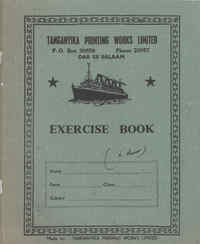 TANGANYIKA PRINTING WORKS LIMITED
P. O. Box Phone
DAR ES SALAAM
EXERCISE BOOK
Name
Form Class
Subject
Made by: TANGANYIKA PRINTING WORKS LIMITED